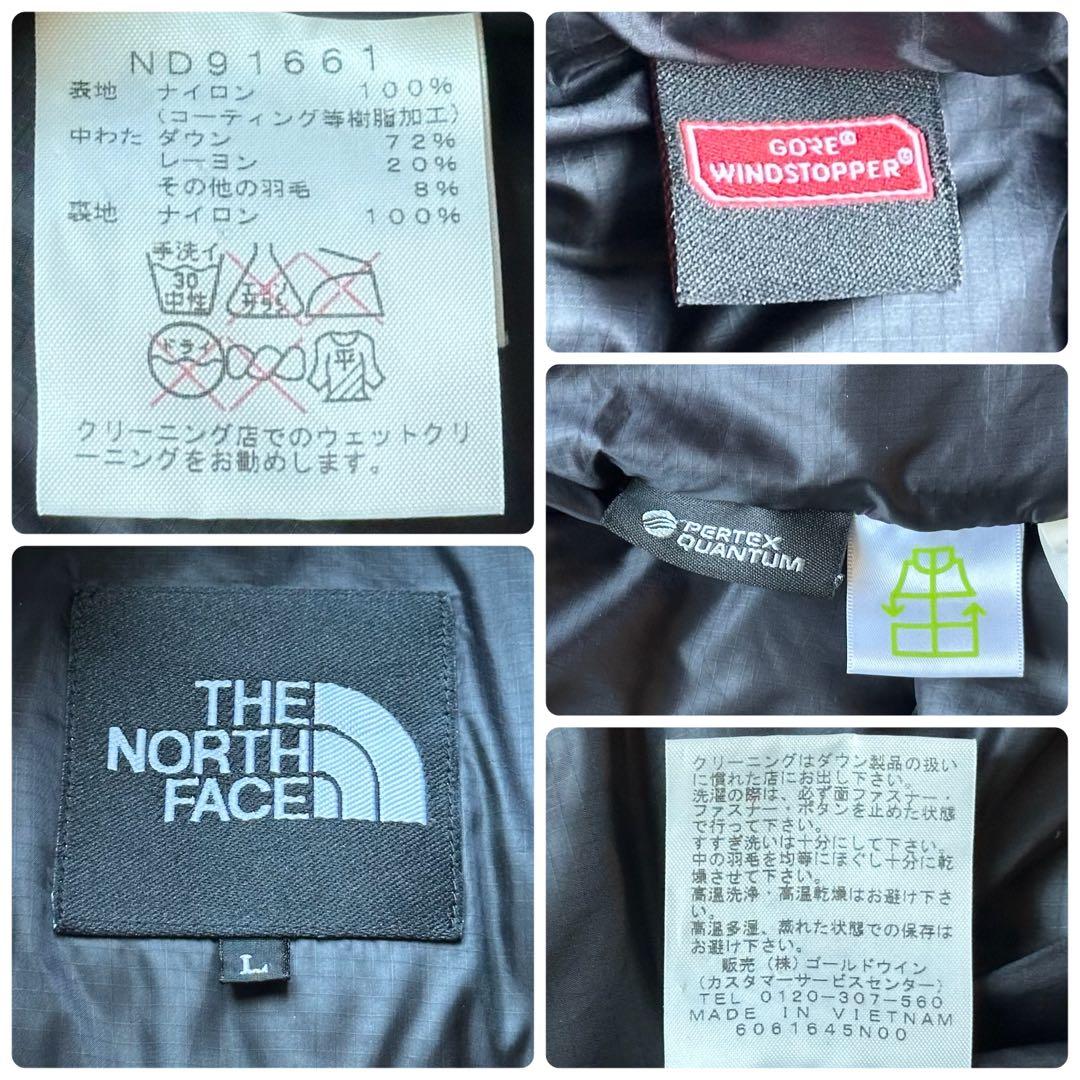 ND91661
表地 ナイロン 100%
(コーティング等樹脂加工)
中わた ダウン 72%
レーヨン 20%
その他の羽毛 8%
裏地 ナイロン 100%
手洗イ
30
中性
エンソ
サラシ
ドライ
平
クリーニング店でのウェットクリ
ーニングをお勧めします。
GORE®
WINDSTOPPER®
PERTEX
QUANTUM
THE
NORTH
FACE
L
クリーニングはダウン製品の扱い
に慣れた店にお出し下さい。
洗濯の際は、必ず面ファスナー・
ファスナー、ボタンを止めた状態
で行って下さい。
すすぎ洗いは十分にして下さい。
中の羽毛を均等にほぐし十分に乾
燥させて下さい。
高温洗浄・高温乾燥はお避け下さ
い。
高温多湿、蒸れた状態での保存は
お避け下さい。
販売 (株)ゴールドウイン
(カスタマーサービスセンター)
TEL 0120-307-560
MADE IN VIETNAM
6061645N00